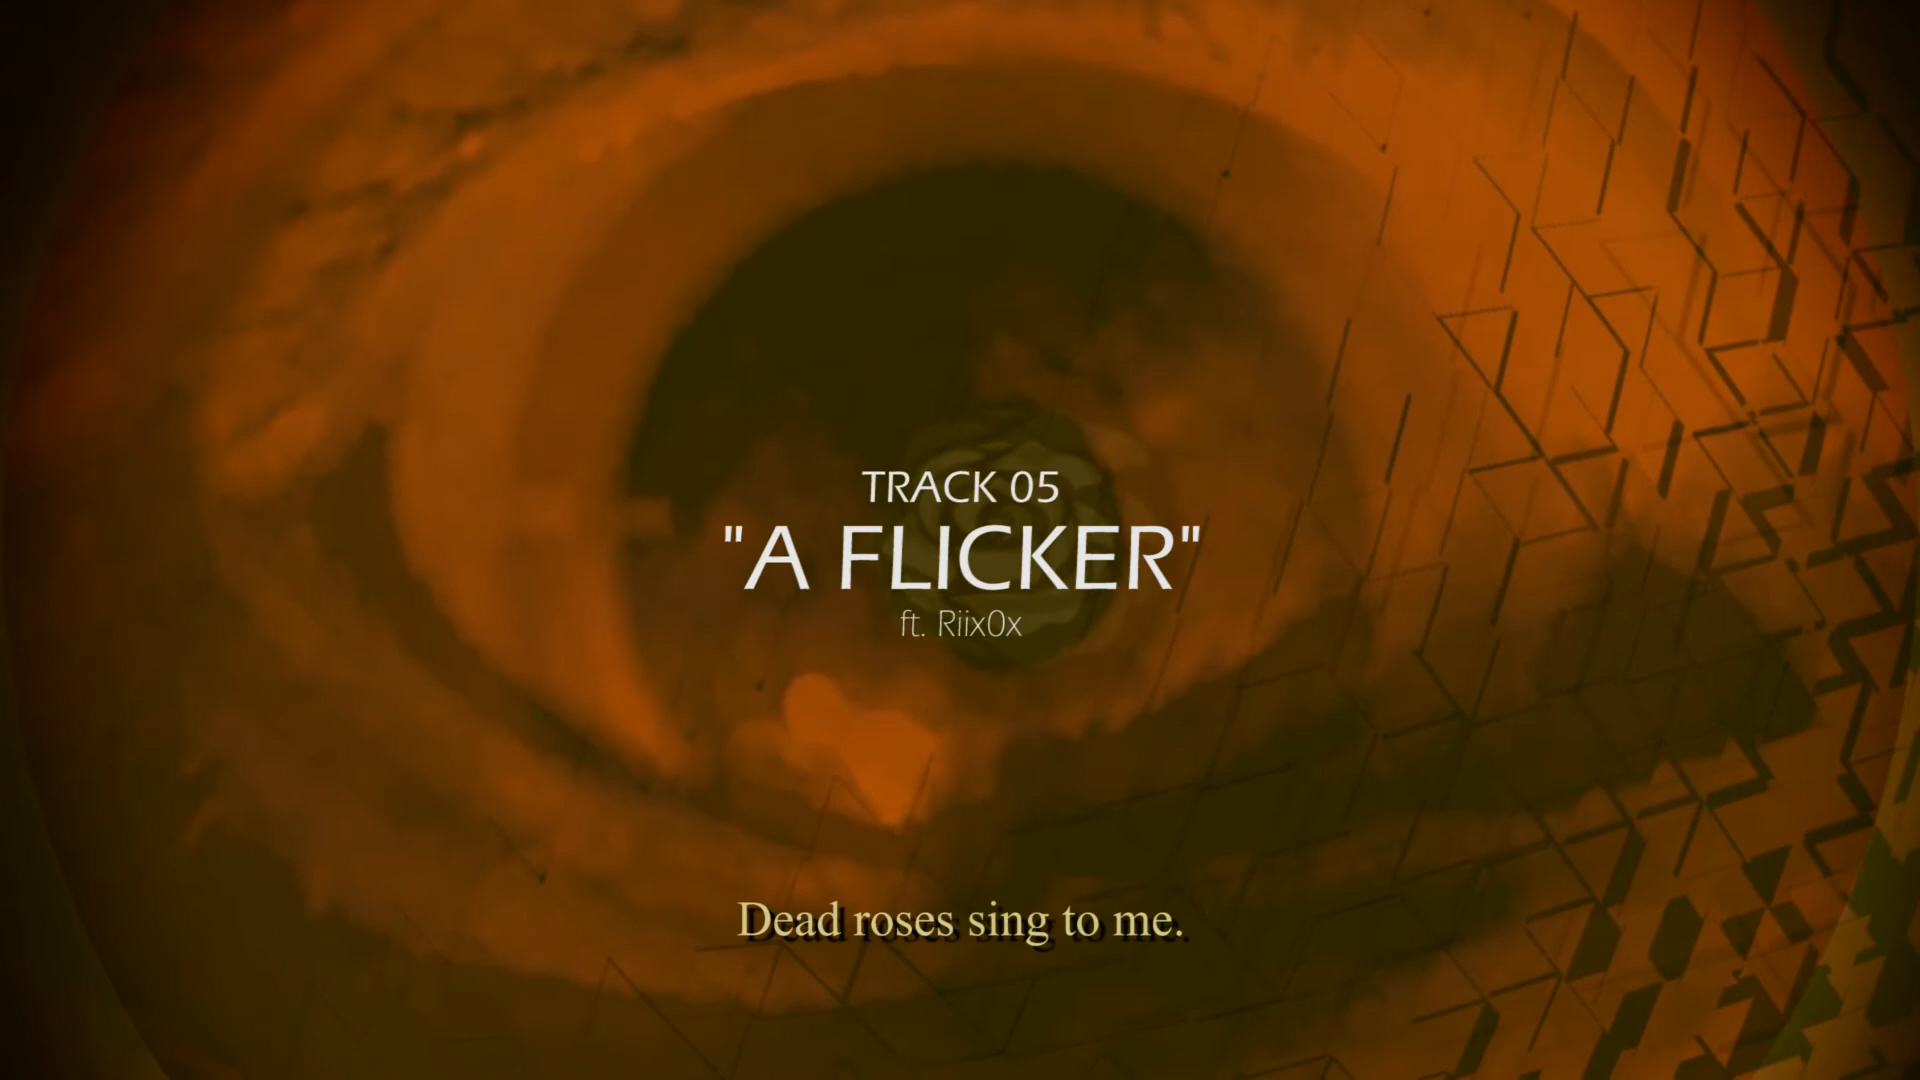 TRACK 05
"A FLICKER"
ft. Riix0x
Dead roses sing to me.